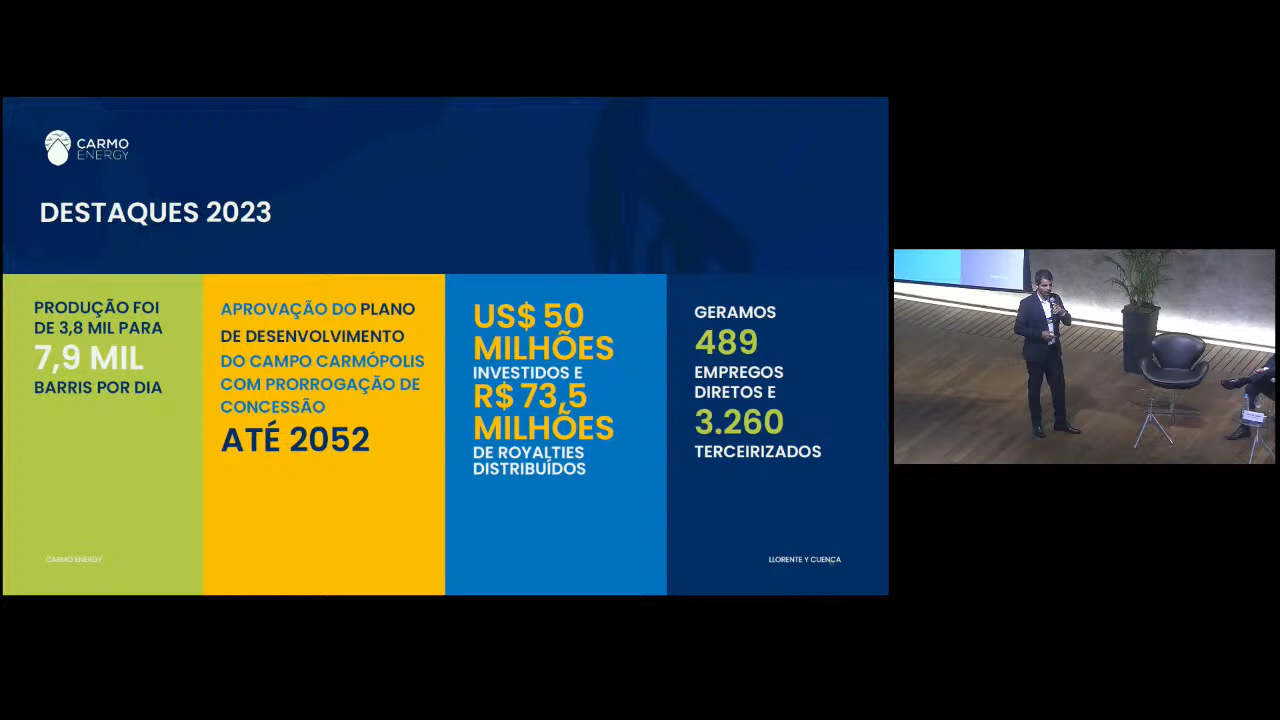 CARMO
ENERGY
DESTAQUES 2023
PRODUÇÃO FOI
DE 3,8 MIL PARA
7,9 MIL
BARRIS POR DIA
APROVAÇÃO DO PLANO
DE DESENVOLVIMENTO
DO CAMPO CARMÓPOLIS
COM PRORROGAÇÃO DE
CONCESSÃO
ATÉ 2052
US$ 50
MILHÕES
INVESTIDOS E
R$ 73,5
MILHÕES
DE ROYALTIES
DISTRIBUÍDOS
GERAMOS
489
EMPREGOS
DIRETOS E
3.260
TERCEIRIZADOS
CARMO ENERGY
LLORENTE Y CUENCA